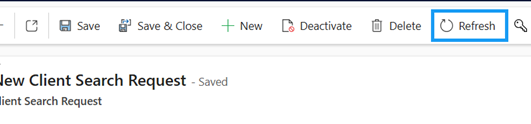 Save Save & Close New Deactivate Delete Refresh
New Client Search Request - Saved
lient Search Request